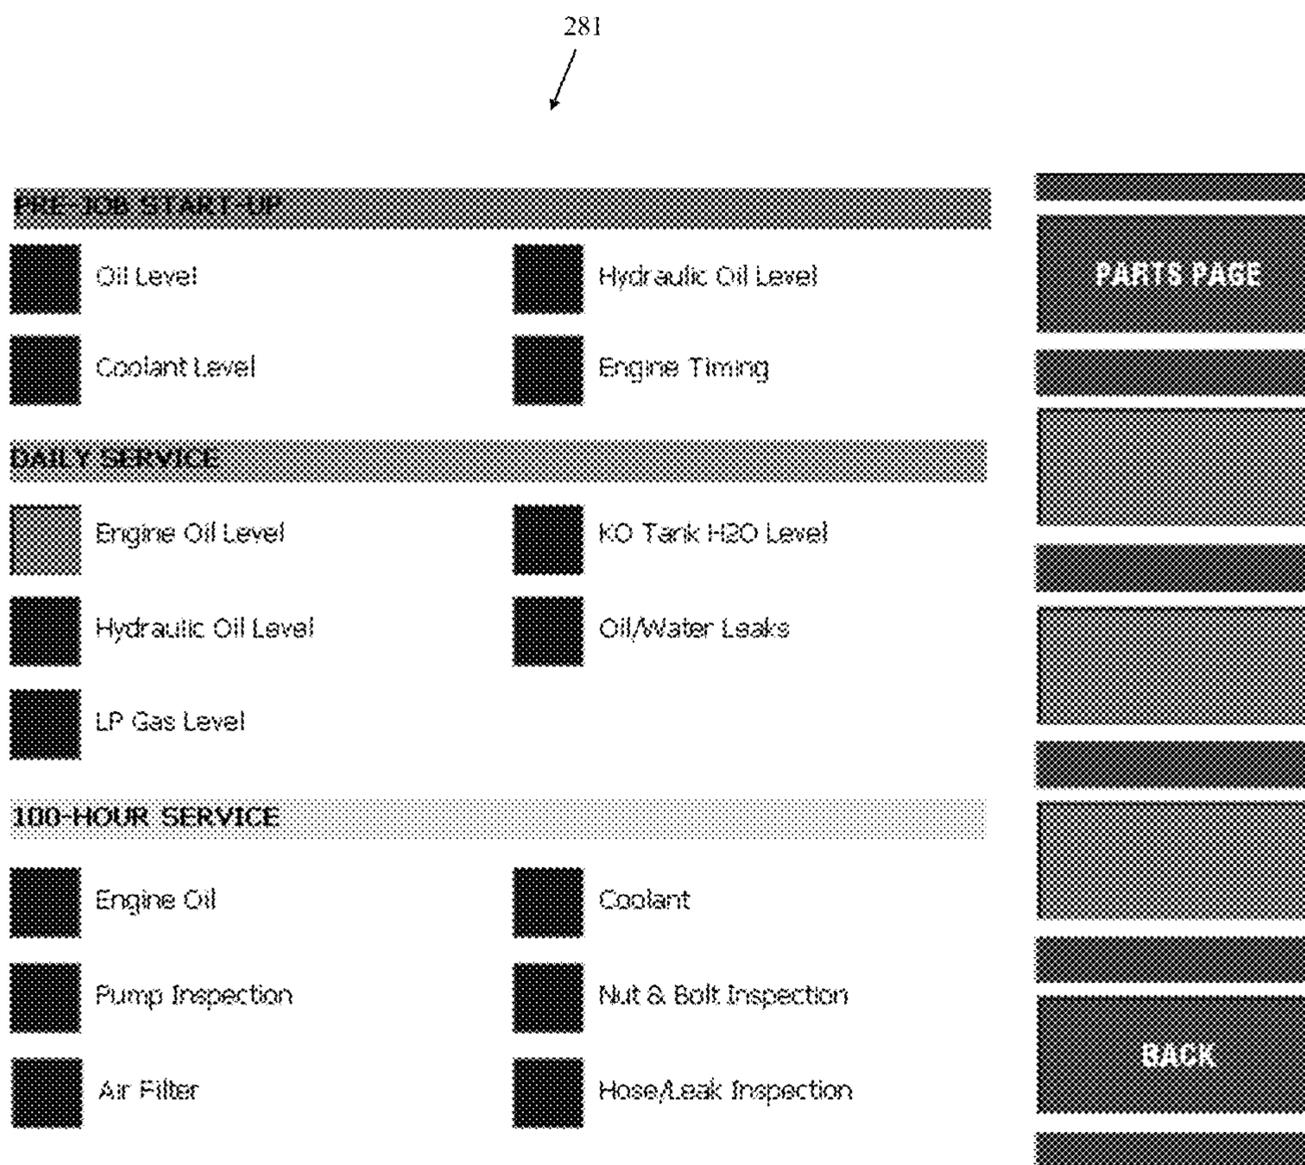 281
PRE-JOB START-UP
Oil Level
Hydraulic Oil Level
Coolant Level
Engine Timing
DAILY SERVICE
Engine Oil Level
KO Tank H2O Level
Hydraulic Oil Level
Oil/Water Leaks
LP Gas Level
100-HOUR SERVICE
Engine Oil
Coolant
Pump Inspection
Nut & Bolt Inspection
Air Filter
Hose/Leak Inspection
PARTS PAGE
BACK